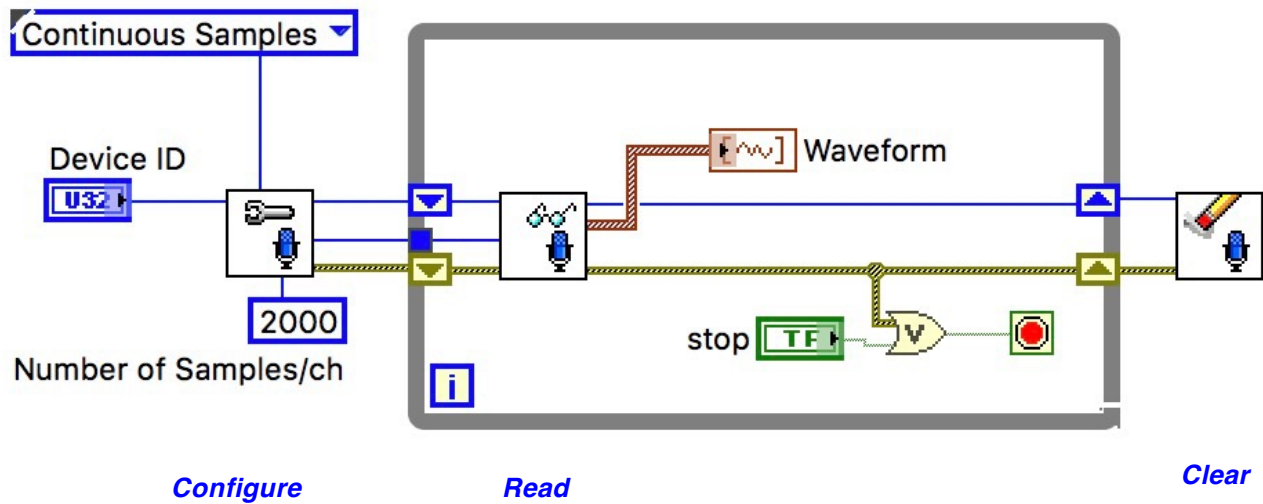 Continuous Samples
Device ID
U32
Waveform
2000
stop
TF
Number of Samples/ch
i
V
Configure
Read
Clear